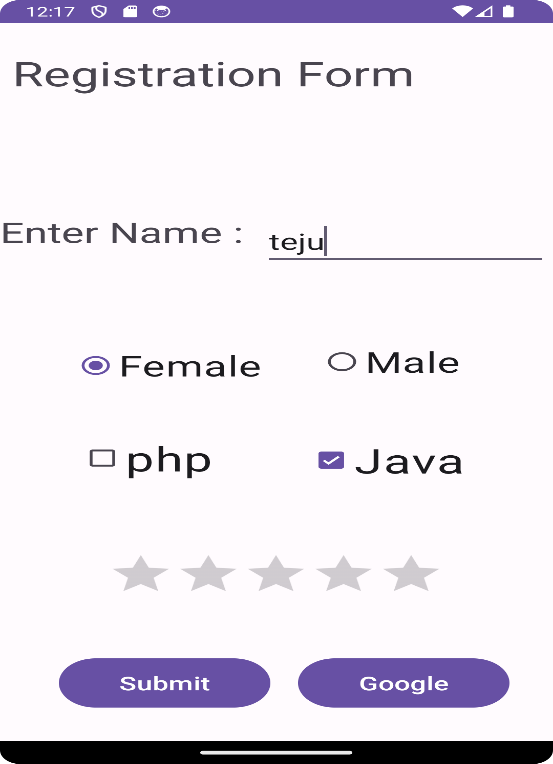 12:17
Registration Form
Enter Name : teju
Female Male
php Java
Submit Google